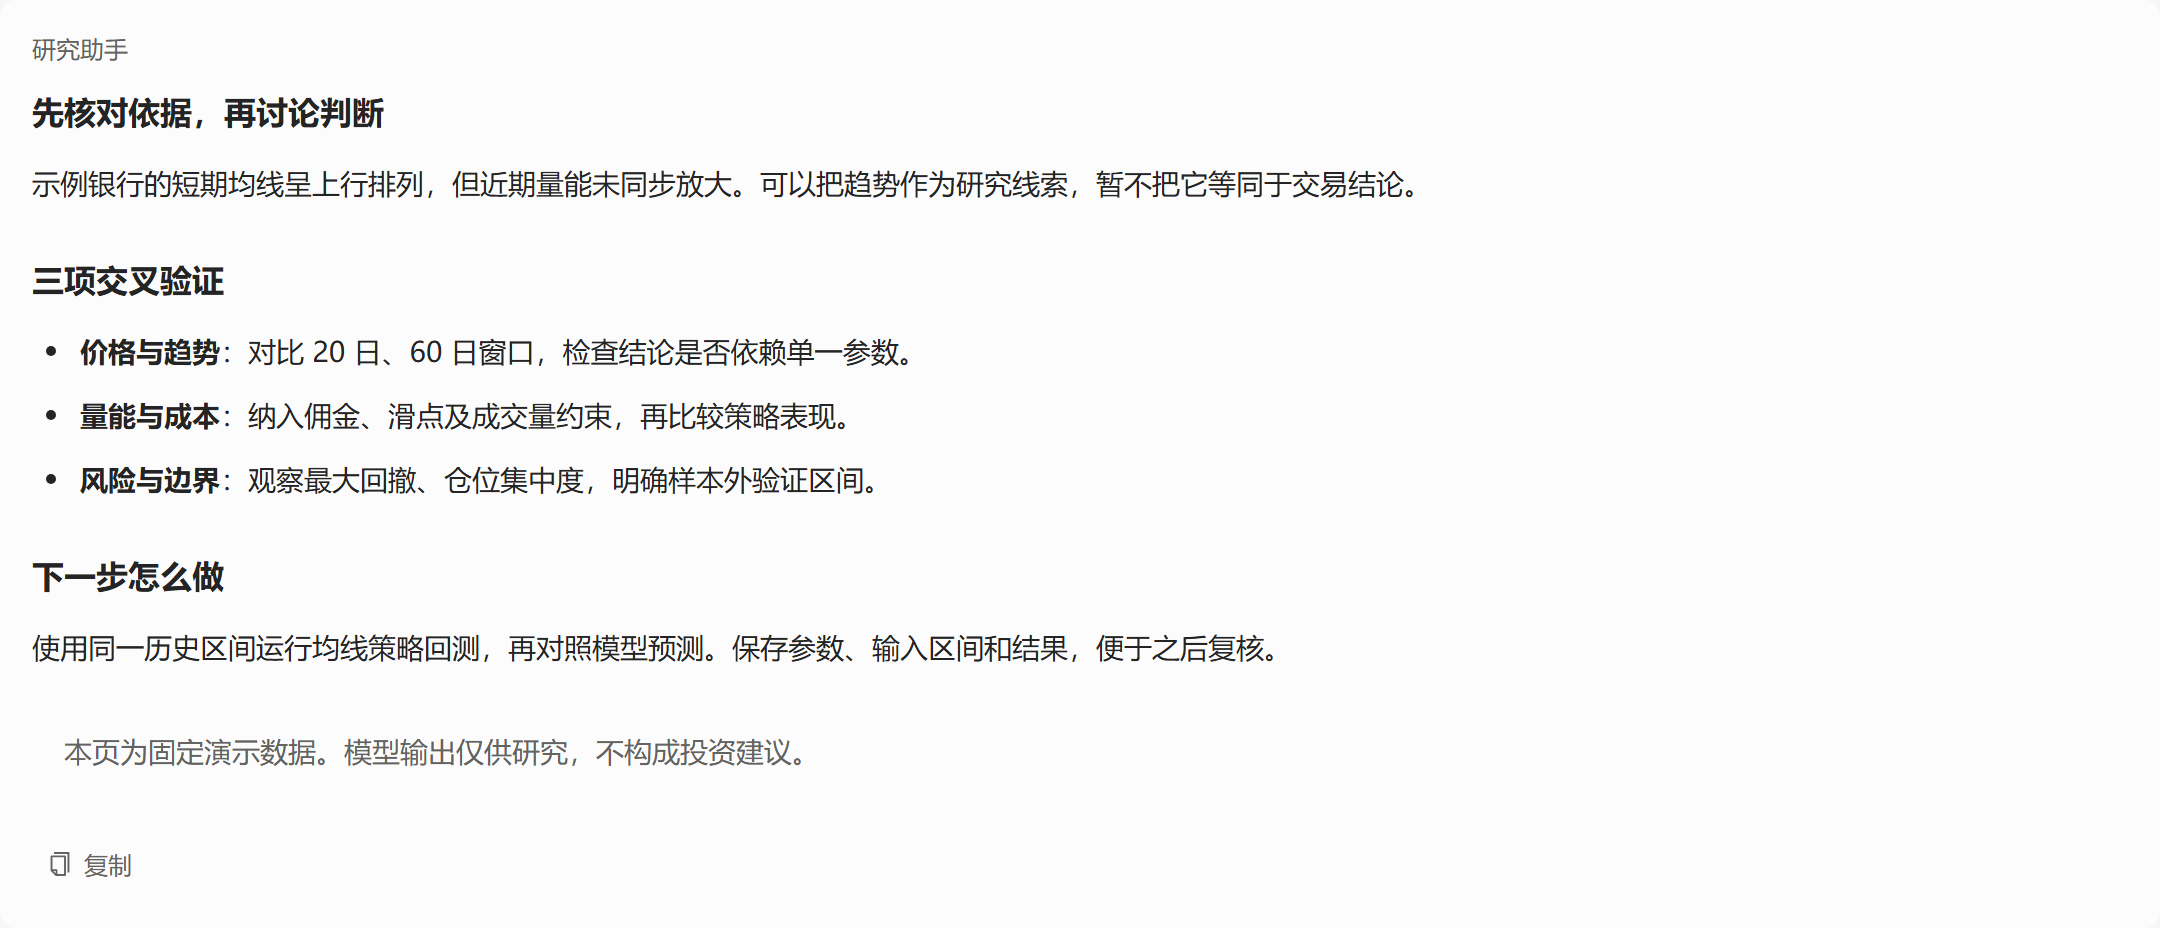 研究助手
先核对依据，再讨论判断
示例银行的短期均线呈上行排列，但近期量能未同步放大。可以把趋势作为研究线索，暂不把它等同于交易结论。
三项交叉验证
• 价格与趋势：对比 20 日、60 日窗口，检查结论是否依赖单一参数。
• 量能与成本：纳入佣金、滑点及成交量约束，再比较策略表现。
• 风险与边界：观察最大回撤、仓位集中度，明确样本外验证区间。
下一步怎么做
使用同一历史区间运行均线策略回测，再对照模型预测。保存参数、输入区间和结果，便于之后复核。
本页为固定演示数据。模型输出仅供研究，不构成投资建议。
复制